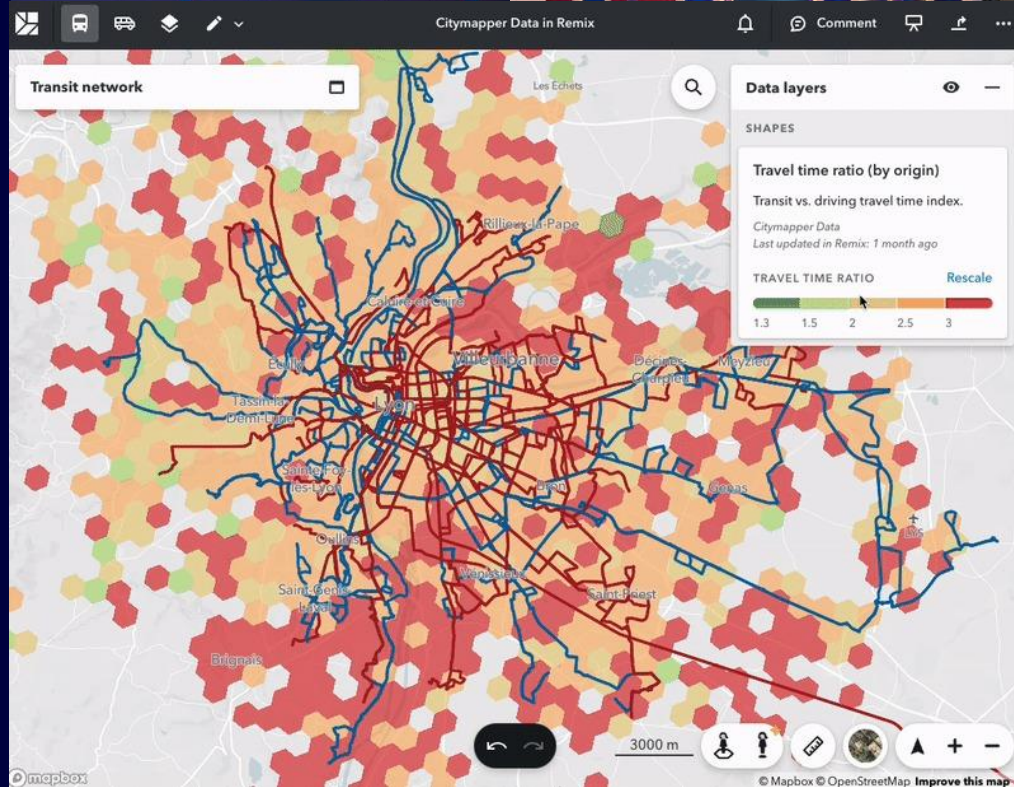 Citymapper Data in Remix
Comment
Transit network
Data layers
SHAPES
Travel time ratio (by origin)
Transit vs. driving travel time index.
Citymapper Data
Last updated in Remix: 1 month ago
TRAVEL TIME RATIO
Rescale
1.3 1.5 2 2.5 3
Les Échets
Rillieux-la-Pape
Caluire-et-Cuire
Villeurbanne
Décines-
Charpieu
Meyzieu
Écully
Lyon
Tassin-la-
Demi-Lune
Sainte-Foy-
lès-Lyon
Bron
Genas
Lys
Oullins
Vénissieux
Saint-Genis-
Laval
Saint-Priest
Brignais
3000 m
mapbox
© Mapbox © OpenStreetMap Improve this map